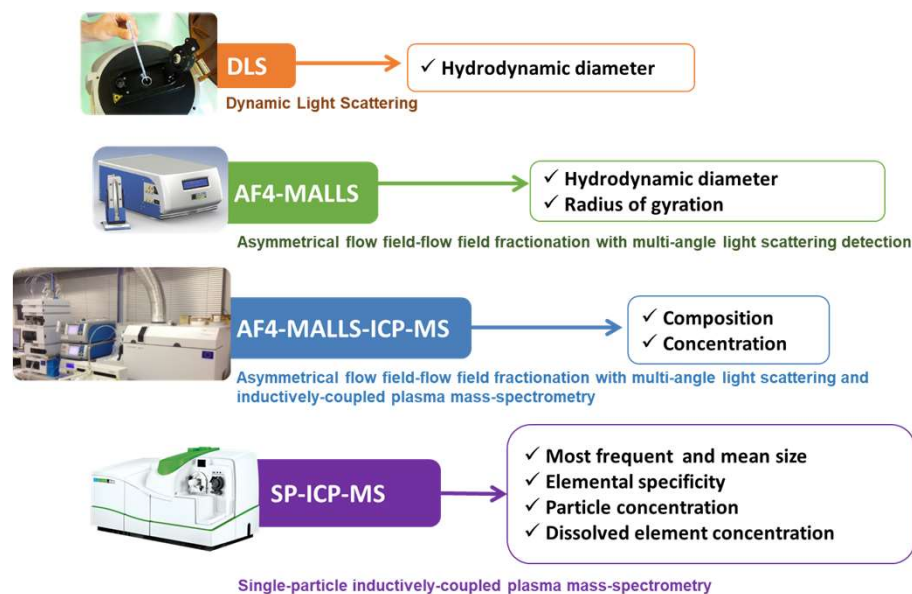 DLS
✓ Hydrodynamic diameter
Dynamic Light Scattering
AF4-MALLS
✓ Hydrodynamic diameter
✓ Radius of gyration
Asymmetrical flow field-flow field fractionation with multi-angle light scattering detection
AF4-MALLS-ICP-MS
✓ Composition
✓ Concentration
Asymmetrical flow field-flow field fractionation with multi-angle light scattering and
inductively-coupled plasma mass-spectrometry
SP-ICP-MS
✓ Most frequent and mean size
✓ Elemental specificity
✓ Particle concentration
✓ Dissolved element concentration
Single-particle inductively-coupled plasma mass-spectrometry